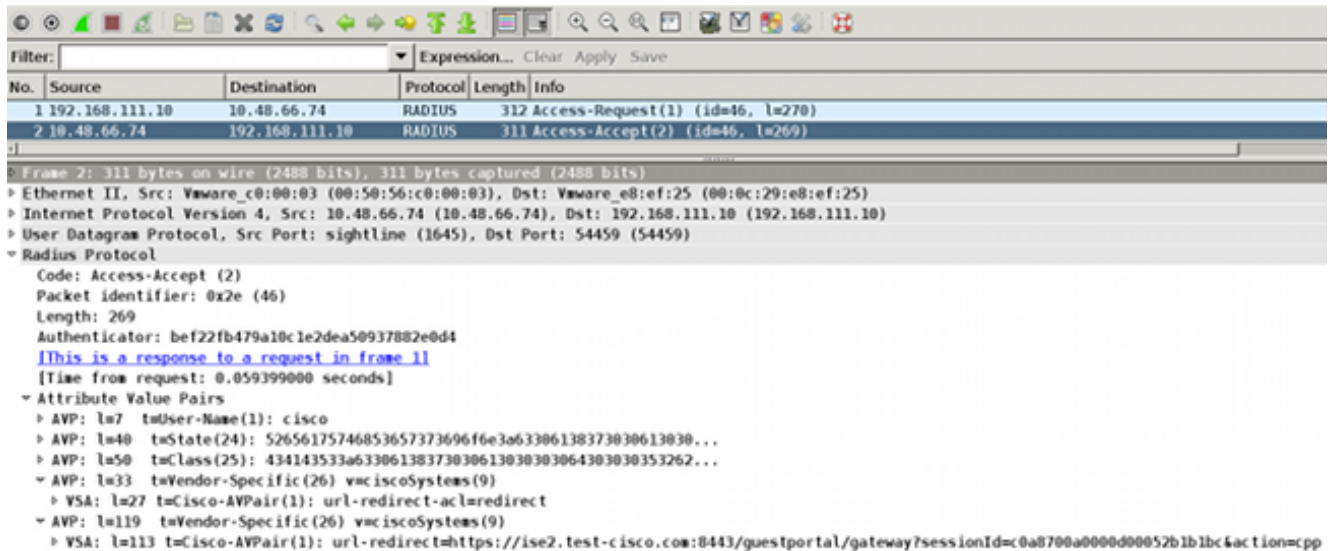 Filter: Expression... Clear Apply Save
No. Source Destination Protocol Length Info
1 192.168.111.10 10.48.66.74 RADIUS 312 Access-Request(1) (id=46, l=270)
2 10.48.66.74 192.168.111.10 RADIUS 311 Access-Accept(2) (id=46, l=269)
Frame 2: 311 bytes on wire (2488 bits), 311 bytes captured (2488 bits)
Ethernet II, Src: Vmware_c0:00:03 (00:50:56:c0:00:03), Dst: Vmware_e8:ef:25 (00:0c:29:e8:ef:25)
Internet Protocol Version 4, Src: 10.48.66.74 (10.48.66.74), Dst: 192.168.111.10 (192.168.111.10)
User Datagram Protocol, Src Port: sightline (1645), Dst Port: 54459 (54459)
Radius Protocol
Code: Access-Accept (2)
Packet identifier: 0x2e (46)
Length: 269
Authenticator: bef22fb479a10c1e2dea50937882e0d4
[This is a response to a request in frame 1]
[Time from request: 0.059399000 seconds]
Attribute Value Pairs
AVP: l=7 t=User-Name(1): cisco
AVP: l=40 t=State(24): 52656175746853657373696f6e3a63306138373030613030...
AVP: l=50 t=Class(25): 434143533a6330613837303061303030303064303030353262...
AVP: l=33 t=Vendor-Specific(26) v=ciscoSystems(9)
VSA: l=27 t=Cisco-AVPair(1): url-redirect-acl=redirect
AVP: l=119 t=Vendor-Specific(26) v=ciscoSystems(9)
VSA: l=113 t=Cisco-AVPair(1): url-redirect=https://ise2.test-cisco.com:8443/guestportal/gateway?sessionId=c0a8700a0000d00052b1b1bc&action=cpp